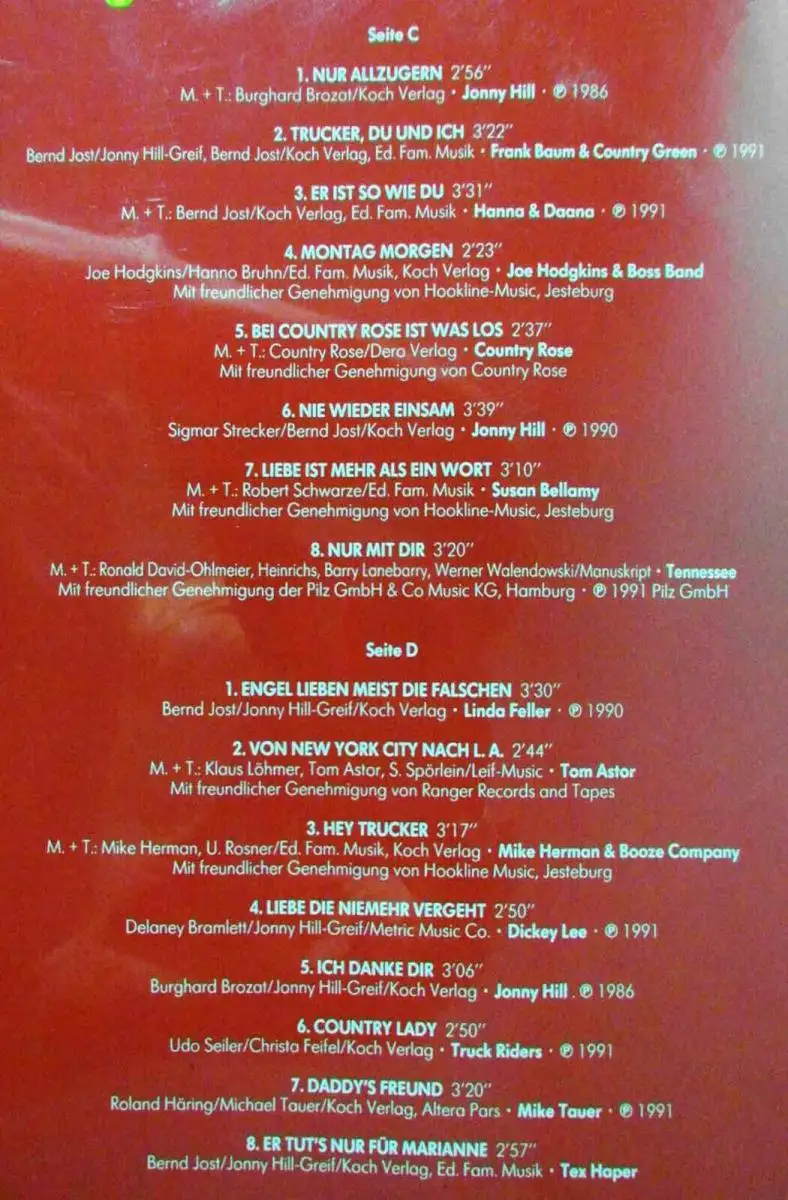 Seite C
1. NUR ALLZUGERN 2'56"
M. + T.: Burghard Brozat/Koch Verlag • Jonny Hill · ℗ 1986
2. TRUCKER, DU UND ICH 3'22"
Bernd Jost/Jonny Hill-Greif, Bernd Jost/Koch Verlag, Ed. Fam. Musik • Frank Baum & Country Green · ℗ 1991
3. ER IST SO WIE DU 3'31"
M. + T.: Bernd Jost/Koch Verlag, Ed. Fam. Musik • Hanna & Daana · ℗ 1991
4. MONTAG MORGEN 2'23"
Joe Hodgkins/Hanno Bruhn/Ed. Fam. Musik, Koch Verlag • Joe Hodgkins & Boss Band
Mit freundlicher Genehmigung von Hookline-Music, Jesteburg
5. BEI COUNTRY ROSE IST WAS LOS 2'37"
M. + T.: Country Rose/Dero Verlag • Country Rose
Mit freundlicher Genehmigung von Country Rose
6. NIE WIEDER EINSAM 3'39"
Sigmar Strecker/Bernd Jost/Koch Verlag • Jonny Hill · ℗ 1990
7. LIEBE IST MEHR ALS EIN WORT 3'10"
M. + T.: Robert Schwarze/Ed. Fam. Musik • Susan Bellamy
Mit freundlicher Genehmigung von Hookline-Music, Jesteburg
8. NUR MIT DIR 3'20"
M. + T.: Ronald David-Ohlmeier, Heinrichs, Barry Lanebarry, Werner Walendowski/Manuskript • Tennessee
Mit freundlicher Genehmigung der Pilz GmbH & Co Music KG, Hamburg • ℗ 1991 Pilz GmbH
Seite D
1. ENGEL LIEBEN MEIST DIE FALSCHEN 3'30"
Bernd Jost/Jonny Hill-Greif/Koch Verlag • Linda Feller · ℗ 1990
2. VON NEW YORK CITY NACH L.A. 2'44"
M. + T.: Klaus Löhmer, Tom Astor, S. Spörlein/Leif-Music • Tom Astor
Mit freundlicher Genehmigung von Ranger Records and Tapes
3. HEY TRUCKER 3'17"
M. + T.: Mike Herman, U. Rosner/Ed. Fam. Musik, Koch Verlag • Mike Herman & Booze Company
Mit freundlicher Genehmigung von Hookline Music, Jesteburg
4. LIEBE DIE NIEMEHR VERGEHT 2'50"
Delaney Bramlett/Jonny Hill-Greif/Metric Music Co. • Dickey Lee · ℗ 1991
5. ICH DANKE DIR 3'06"
Burghard Brozat/Jonny Hill-Greif/Koch Verlag • Jonny Hill . ℗ 1986
6. COUNTRY LADY 2'50"
Udo Seiler/Christa Feifel/Koch Verlag • Truck Riders · ℗ 1991
7. DADDY'S FREUND 3'20"
Roland Häring/Michael Tauer/Koch Verlag, Altera Pars • Mike Tauer · ℗ 1991
8. ER TUT'S NUR FÜR MARIANNE 2'57"
Bernd Jost/Jonny Hill-Greif/Koch Verlag, Ed. Fam. Musik • Tex Haper